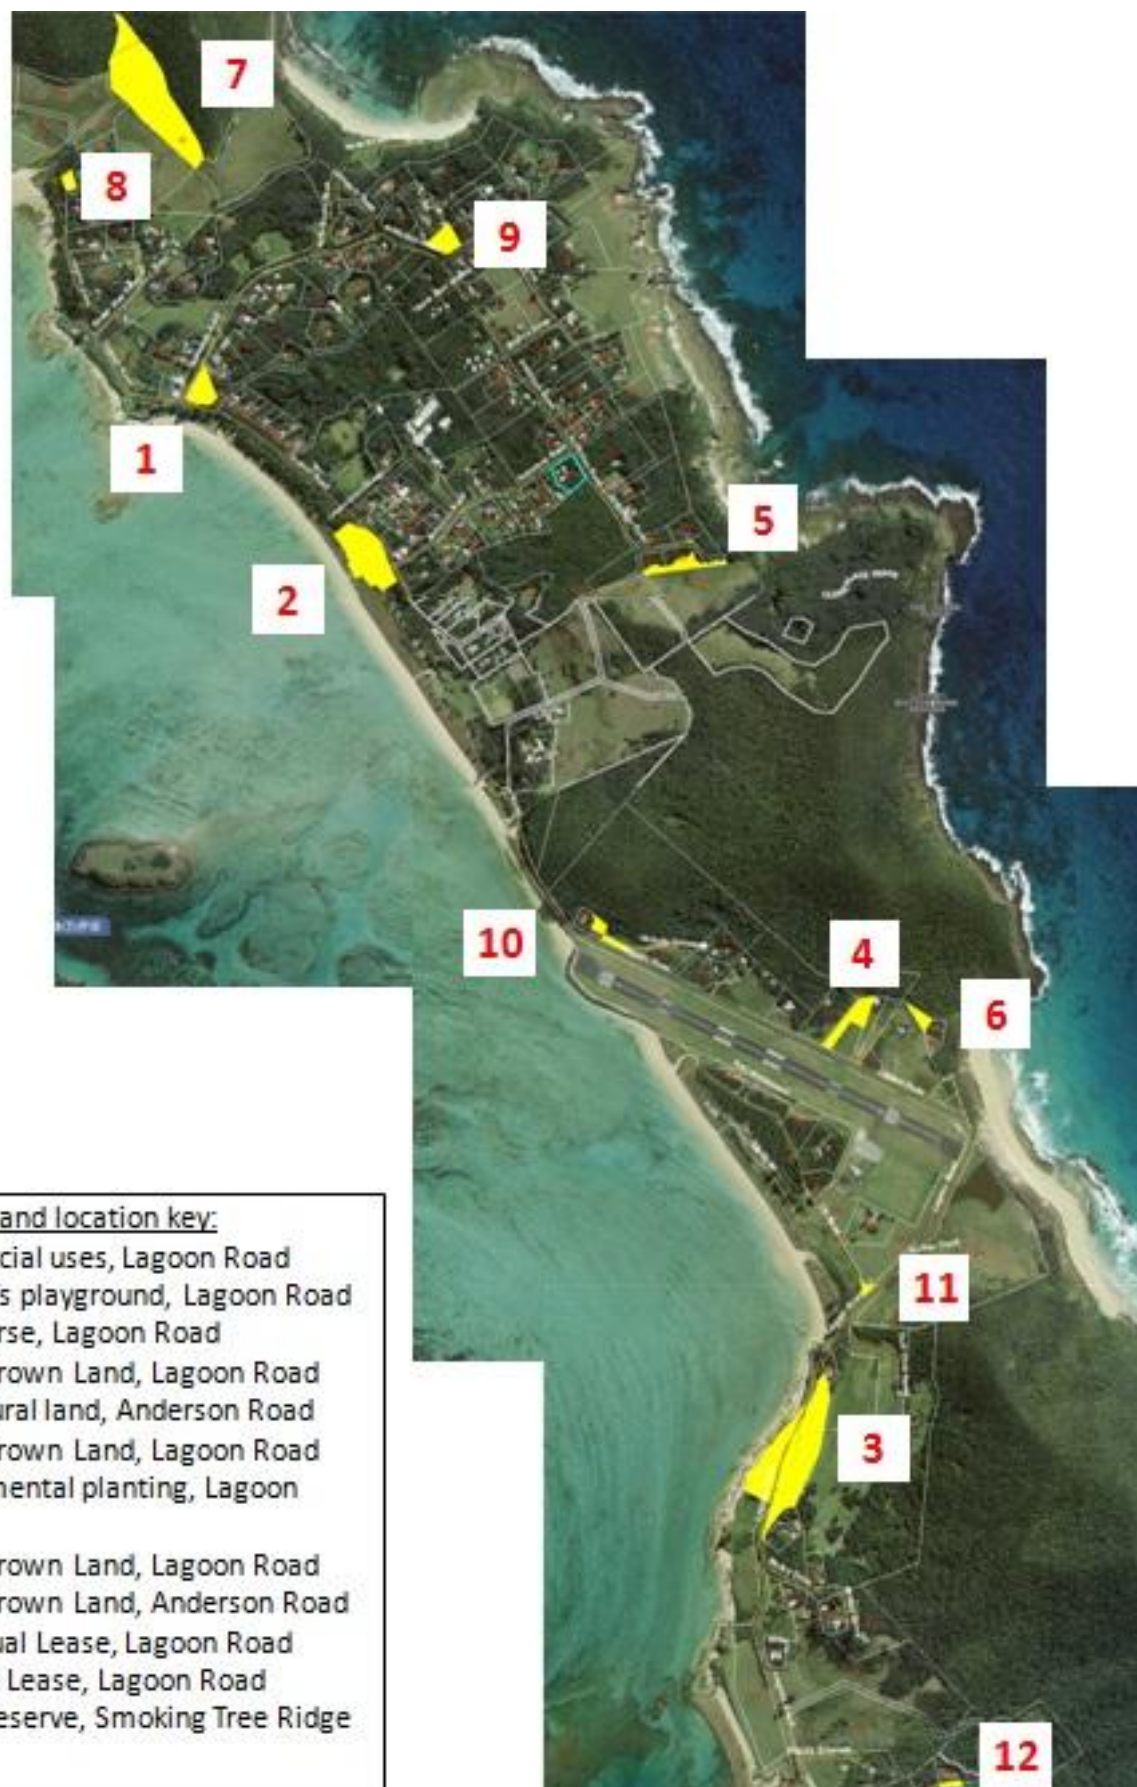 7
8
9
1
5
2
10
4
6
11
3
12
and location key:
cial uses, Lagoon Road
s playground, Lagoon Road
rse, Lagoon Road
rown Land, Lagoon Road
ural land, Anderson Road
rown Land, Lagoon Road
mental planting, Lagoon
rown Land, Lagoon Road
rown Land, Anderson Road
ual Lease, Lagoon Road
Lease, Lagoon Road
eserve, Smoking Tree Ridge